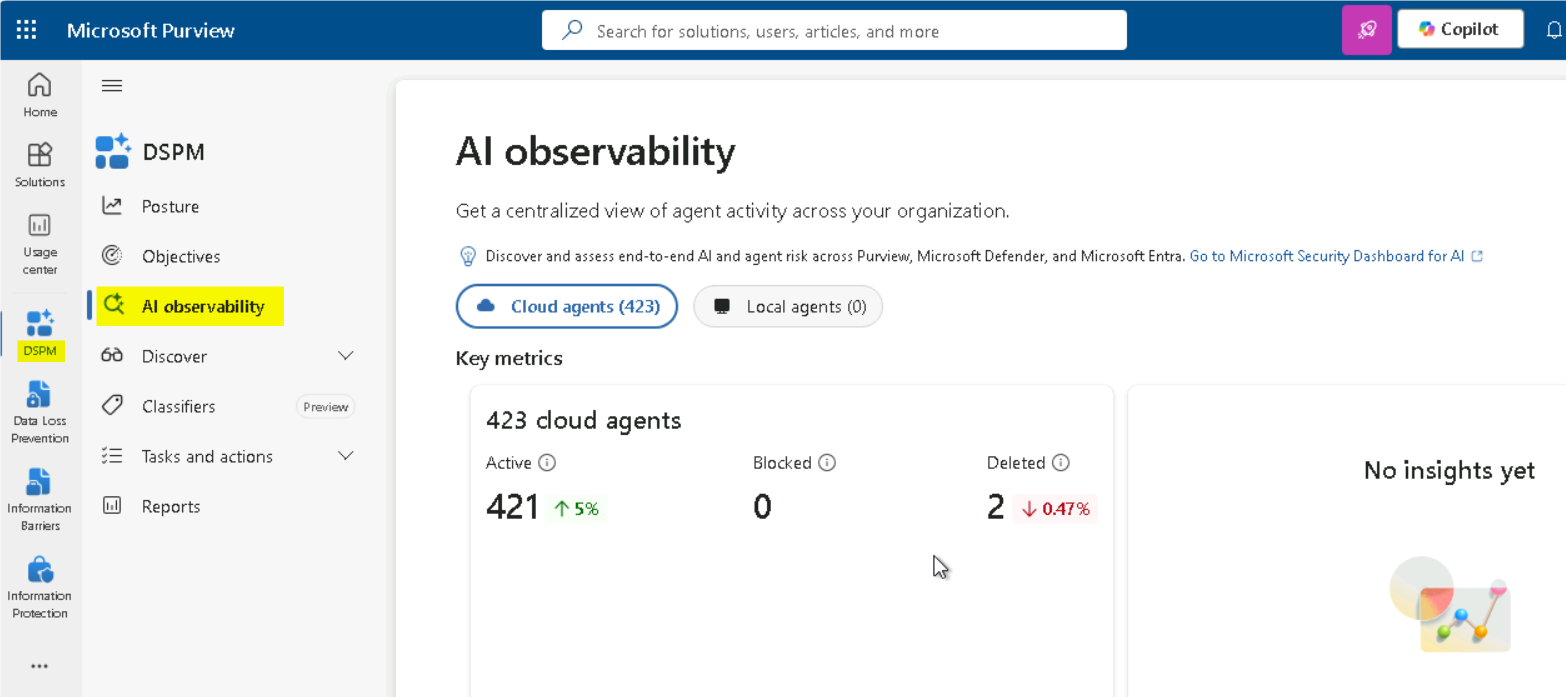 Microsoft Purview
Search for solutions, users, articles, and more
Copilot
Home
Solutions
Usage
center
DSPM
Data Loss
Prevention
Information
Barriers
Information
Protection
DSPM
Posture
Objectives
AI observability
Discover
Classifiers
Preview
Tasks and actions
Reports
AI observability
Get a centralized view of agent activity across your organization.
Discover and assess end-to-end AI and agent risk across Purview, Microsoft Defender, and Microsoft Entra. Go to Microsoft Security Dashboard for AI
Cloud agents (423)
Local agents (0)
Key metrics
423 cloud agents
Active
Blocked
Deleted
421 ↑ 5%
0
2 ↓ 0.47%
No insights yet